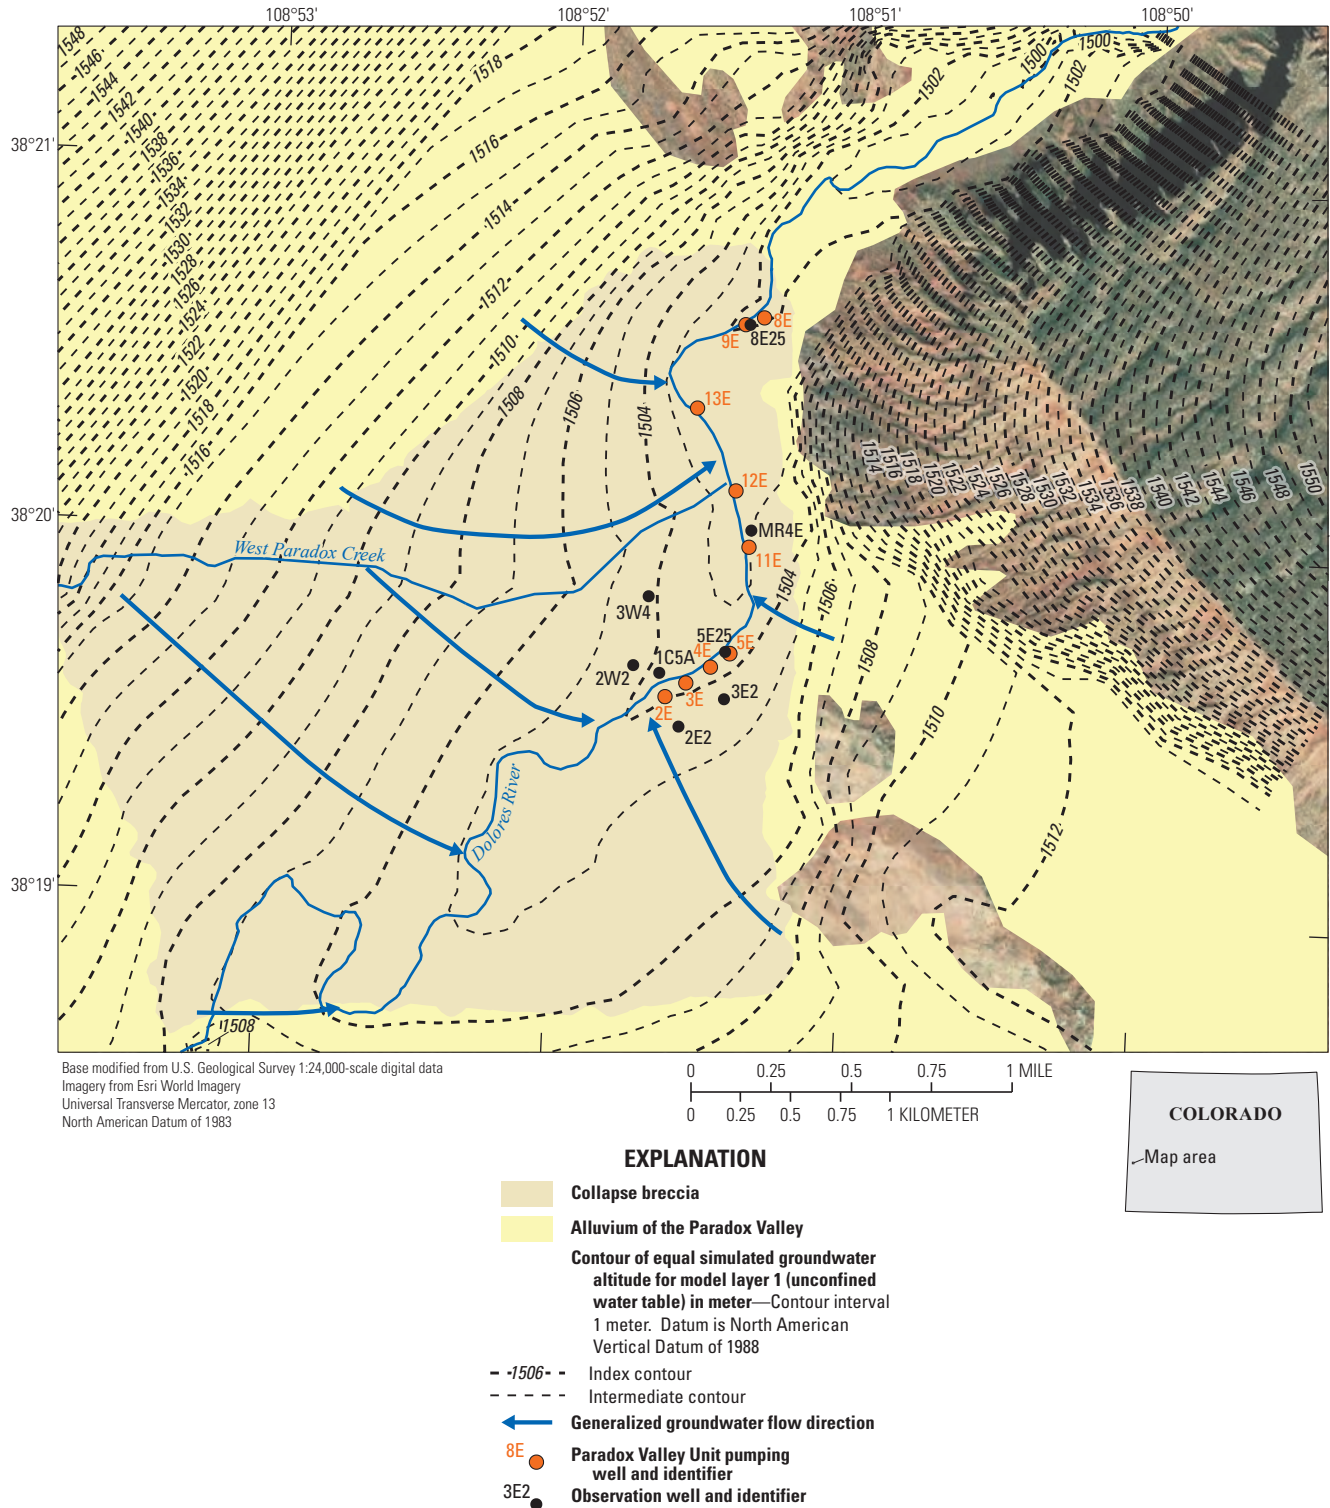 108°53'
108°52'
108°51'
108°50'
38°21'
38°20'
38°19'
1548
1546
1544
1542
1540
1538
1536
1534
1532
1530
1528
1526
1524
1522
1520
1518
1516
1518
1516
1514
1512
1510
1508
1506
1504
1502
1500
1500
1502
8E
9E
8E25
13E
12E
MR4E
11E
1514
1516
1518
1520
1522
1524
1526
1528
1530
1532
1534
1536
1538
1540
1542
1544
1546
1548
1550
West Paradox Creek
3W4
1504
1506
1508
1510
1512
5E25
5E
4E
1C5A
2W2
3E
3E2
2E
2E2
Dolores River
1508
Base modified from U.S. Geological Survey 1:24,000-scale digital data
Imagery from Esri World Imagery
Universal Transverse Mercator, zone 13
North American Datum of 1983
0 0.25 0.5 0.75 1 MILE
0 0.25 0.5 0.75 1 KILOMETER
COLORADO
Map area
EXPLANATION
Collapse breccia
Alluvium of the Paradox Valley
Contour of equal simulated groundwater
altitude for model layer 1 (unconfined
water table) in meter—Contour interval
1 meter. Datum is North American
Vertical Datum of 1988
1506 Index contour
Intermediate contour
Generalized groundwater flow direction
8E Paradox Valley Unit pumping
well and identifier
3E2 Observation well and identifier